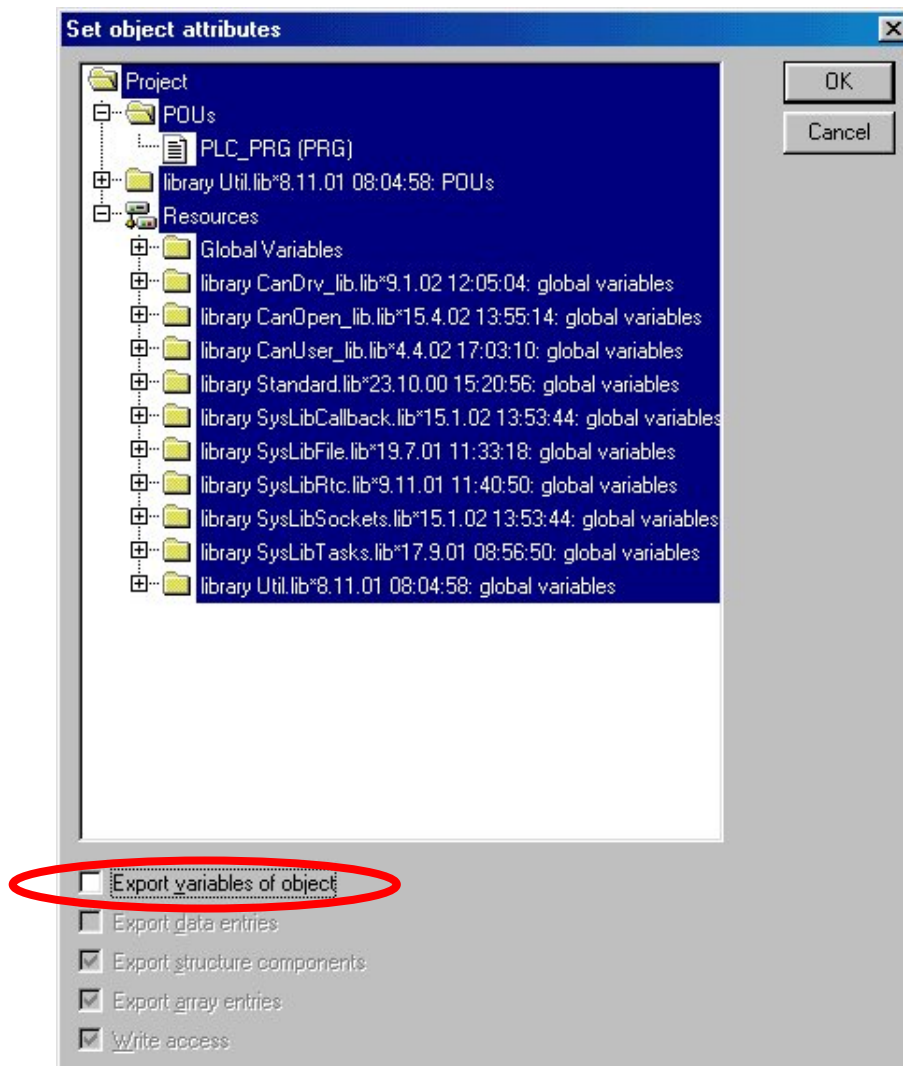 Set object attributes
Project
OK
POUs
Cancel
PLC_PRG (PRG)
library Util.lib*8.11.01 08:04:58: POUs
Resources
Global Variables
library CanDrv_lib.lib*9.1.02 12:05:04: global variables
library CanOpen_lib.lib*15.4.02 13:55:14: global variables
library CanUser_lib.lib*4.4.02 17:03:10: global variables
library Standard.lib*23.10.00 15:20:56: global variables
library SysLibCallback.lib*15.1.02 13:53:44: global variables
library SysLibFile.lib*19.7.01 11:33:18: global variables
library SysLibRtc.lib*9.11.01 11:40:50: global variables
library SysLibSockets.lib*15.1.02 13:53:44: global variables
library SysLibTasks.lib*17.9.01 08:56:50: global variables
library Util.lib*8.11.01 08:04:58: global variables
Export variables of object
Export data entries
Export structure components
Export array entries
Write access